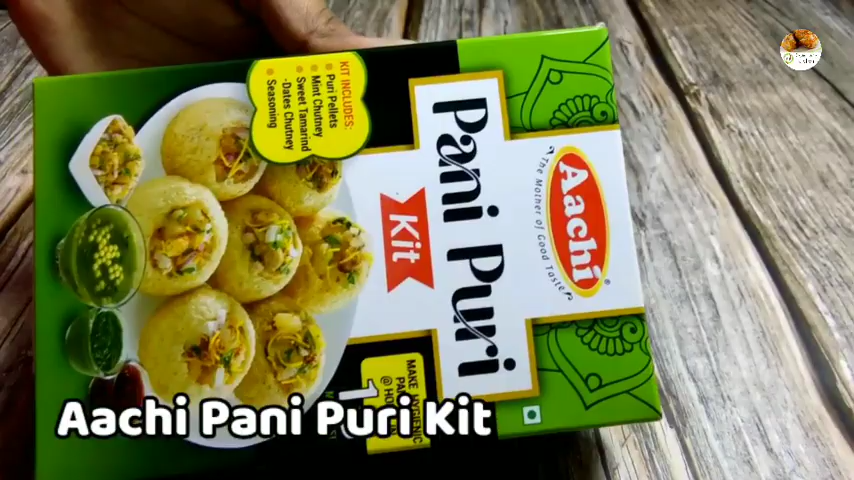 KIT INCLUDES:
Puri Pellets
Mint Chutney
Sweet Tamarind
-Dates Chutney
Seasoning
Pani Puri
Kit
Aachi
The Mother of Good Taste
MAKE HYGIENIC
Aachi Pani Puri Kit